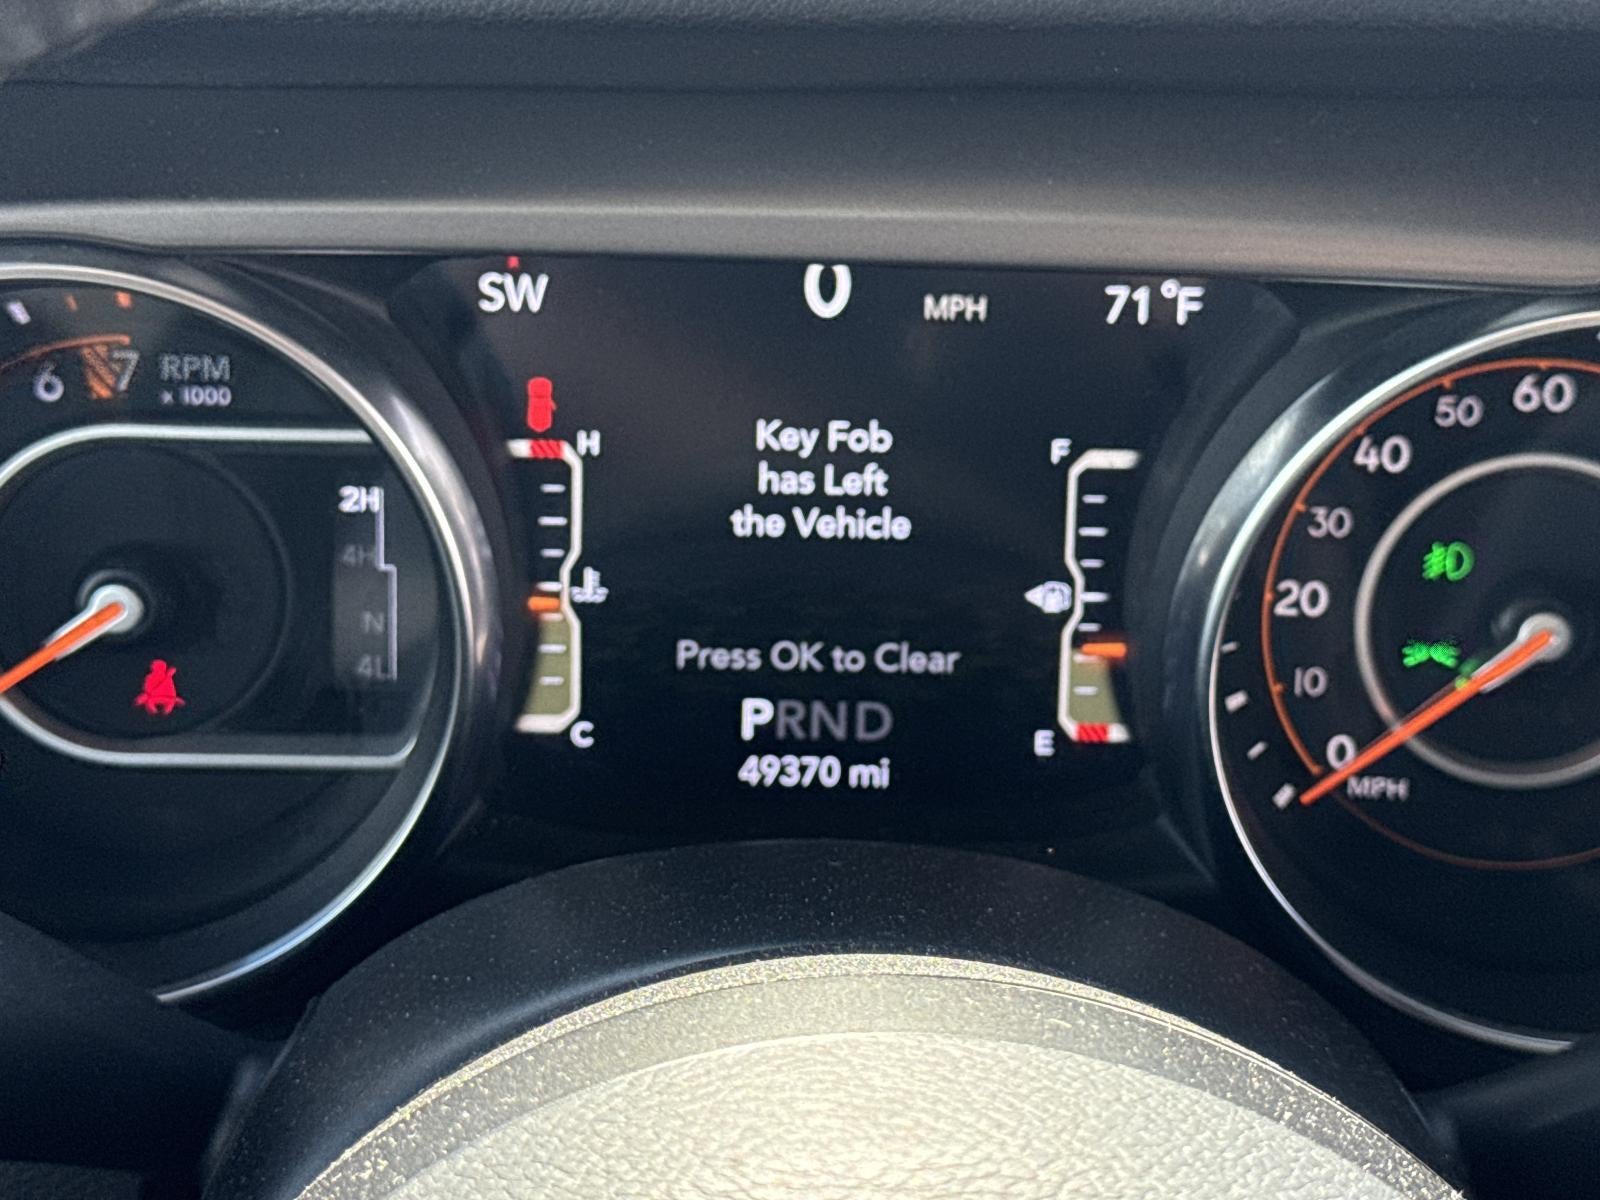 SW
0 MPH
71°F
6 7 RPM
x 1000
2H
4H
N
4L
H
C
Key Fob
has Left
the Vehicle
Press OK to Clear
PRND
49370 mi
F
E
60
50
40
30
20
10
0
MPH